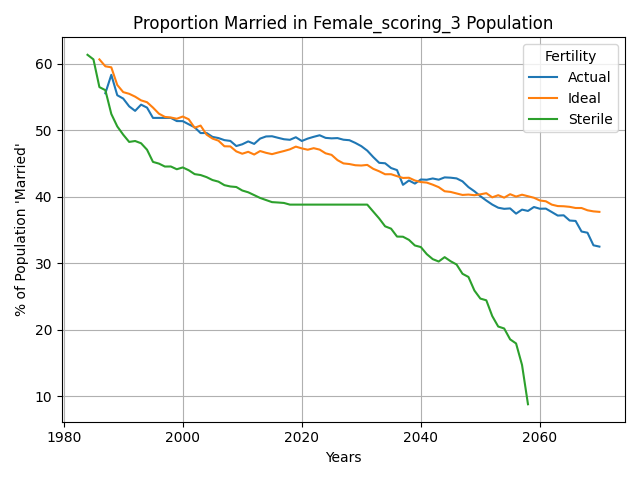 Proportion Married in Female_scoring_3 Population
Fertility
Actual
Ideal
Sterile
% of Population 'Married'
60
50
40
30
20
10
1980
2000
2020
2040
2060
Years